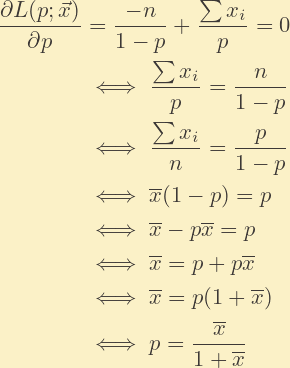 ∂L(p; x⃗)/∂p = −n/(1 − p) + ∑ xᵢ/p = 0
⟺ ∑ xᵢ/p = n/(1 − p)
⟺ ∑ xᵢ/n = p/(1 − p)
⟺ x̅(1 − p) = p
⟺ x̅ − px̅ = p
⟺ x̅ = p + px̅
⟺ x̅ = p(1 + x̅)
⟺ p = x̅/(1 + x̅)